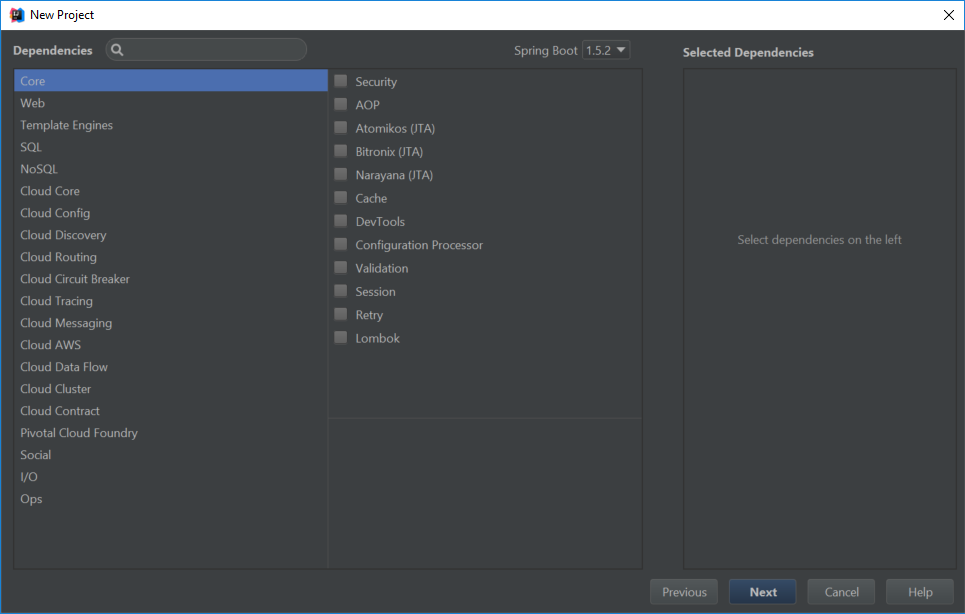 New Project
Dependencies
Spring Boot 1.5.2
Selected Dependencies
Core
Web
Template Engines
SQL
NoSQL
Cloud Core
Cloud Config
Cloud Discovery
Cloud Routing
Cloud Circuit Breaker
Cloud Tracing
Cloud Messaging
Cloud AWS
Cloud Data Flow
Cloud Cluster
Cloud Contract
Pivotal Cloud Foundry
Social
I/O
Ops
Security
AOP
Atomikos (JTA)
Bitronix (JTA)
Narayana (JTA)
Cache
DevTools
Configuration Processor
Validation
Session
Retry
Lombok
Select dependencies on the left
Previous
Next
Cancel
Help